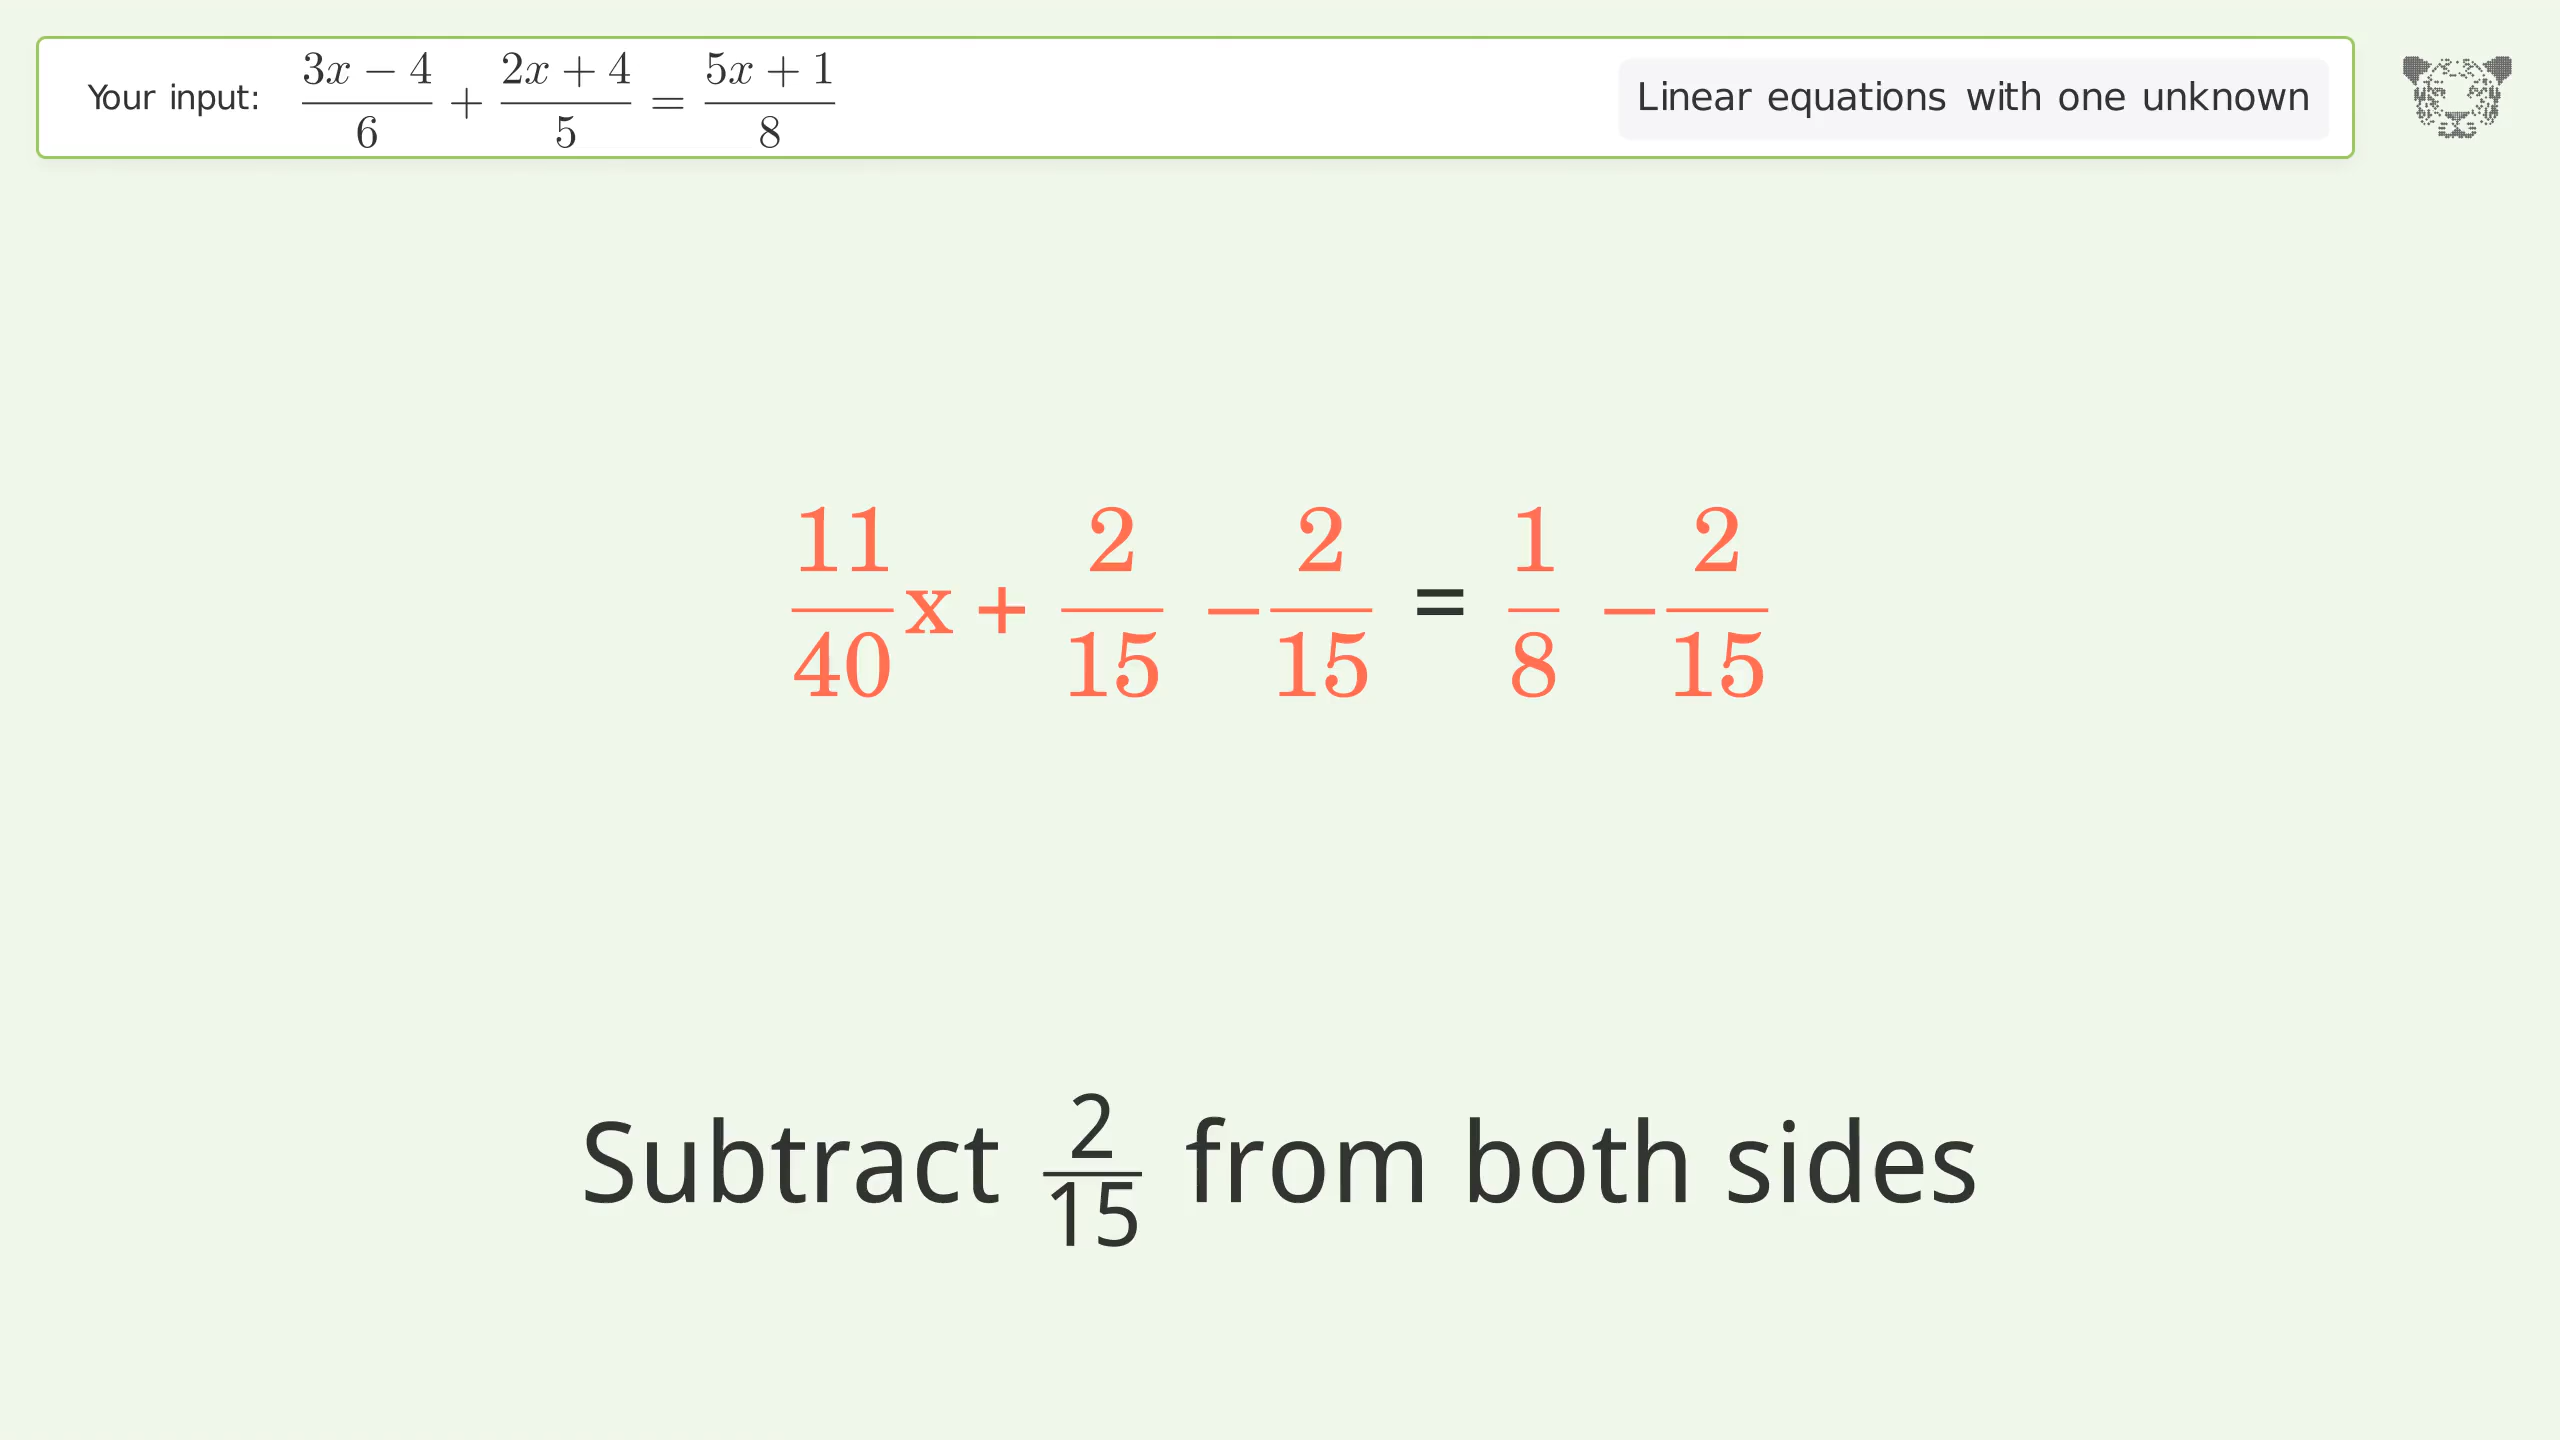 Your input: (3x − 4)/6 + (2x + 4)/5 = (5x + 1)/8
Linear equations with one unknown
11/40 x + 2/15 − 2/15 = 1/8 − 2/15
Subtract 2/15 from both sides